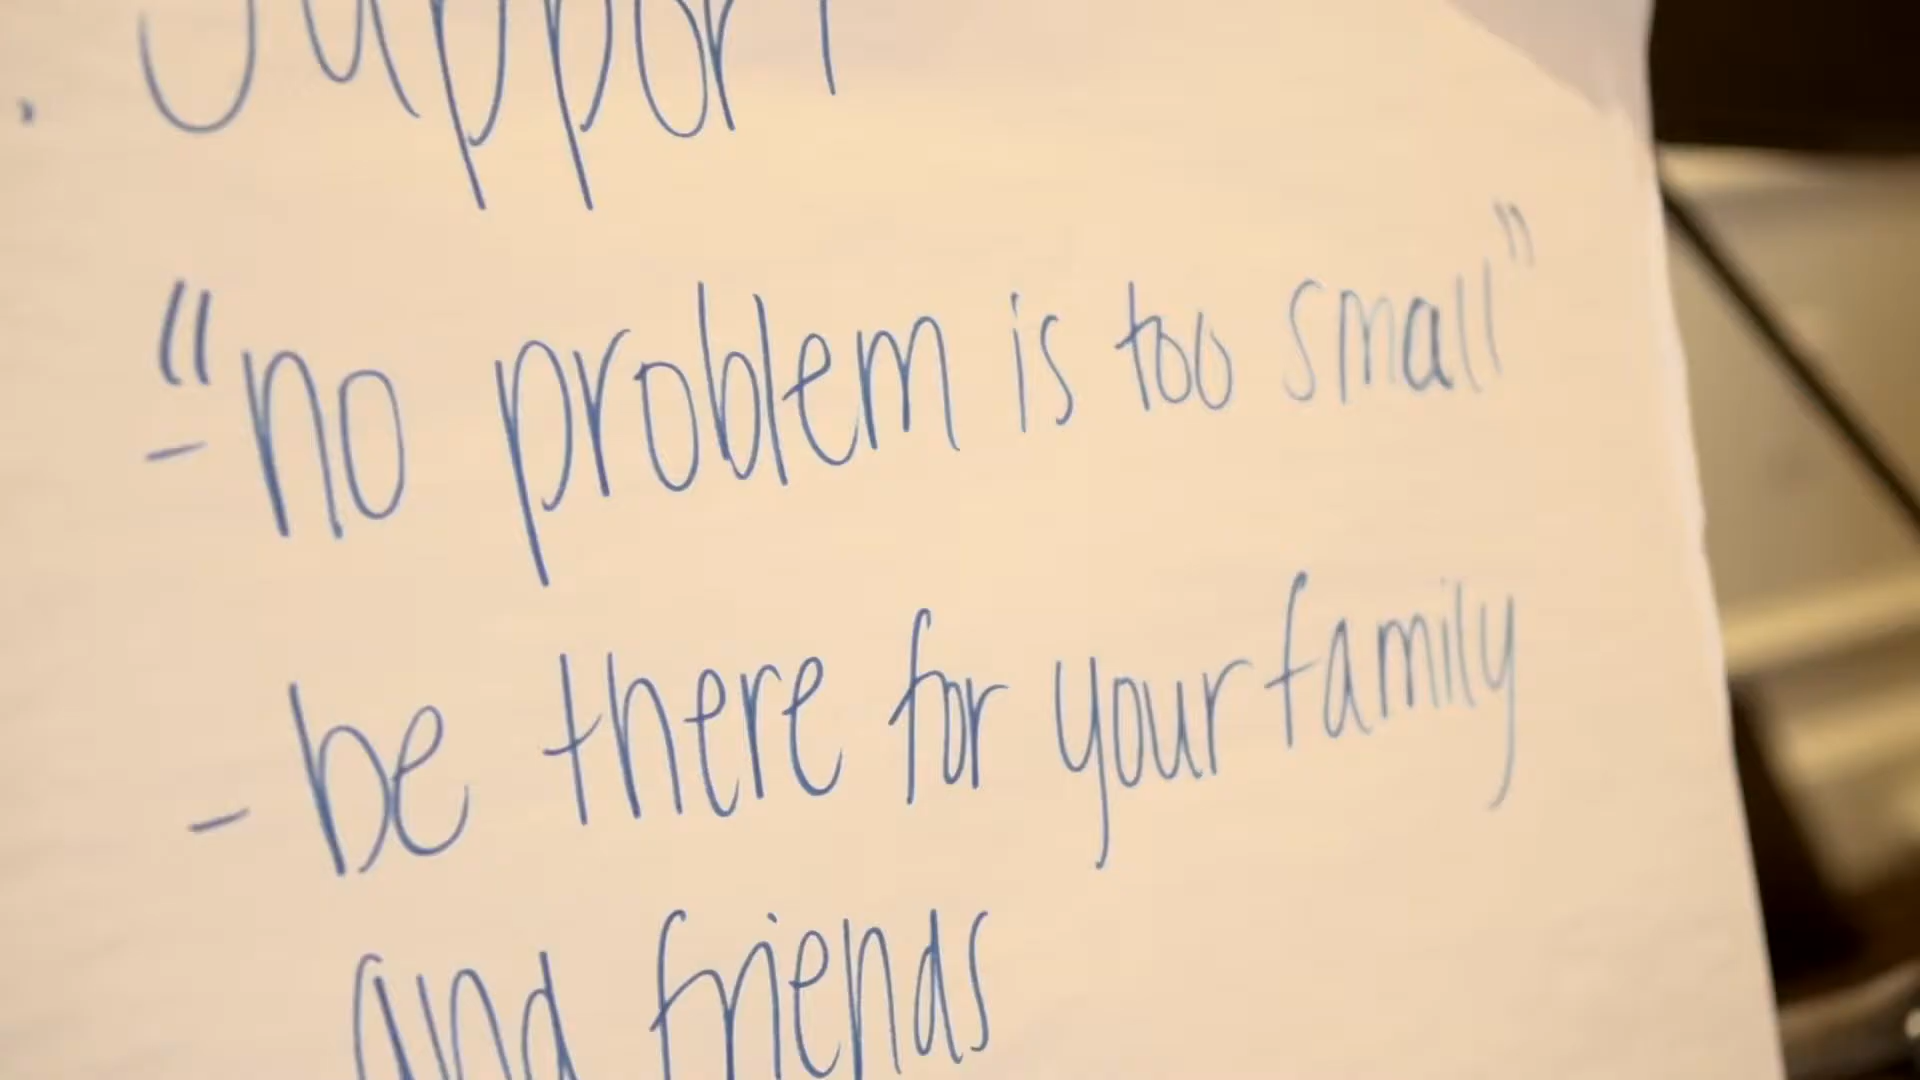 . Support
- "no problem is too small"
- be there for your family
and friends